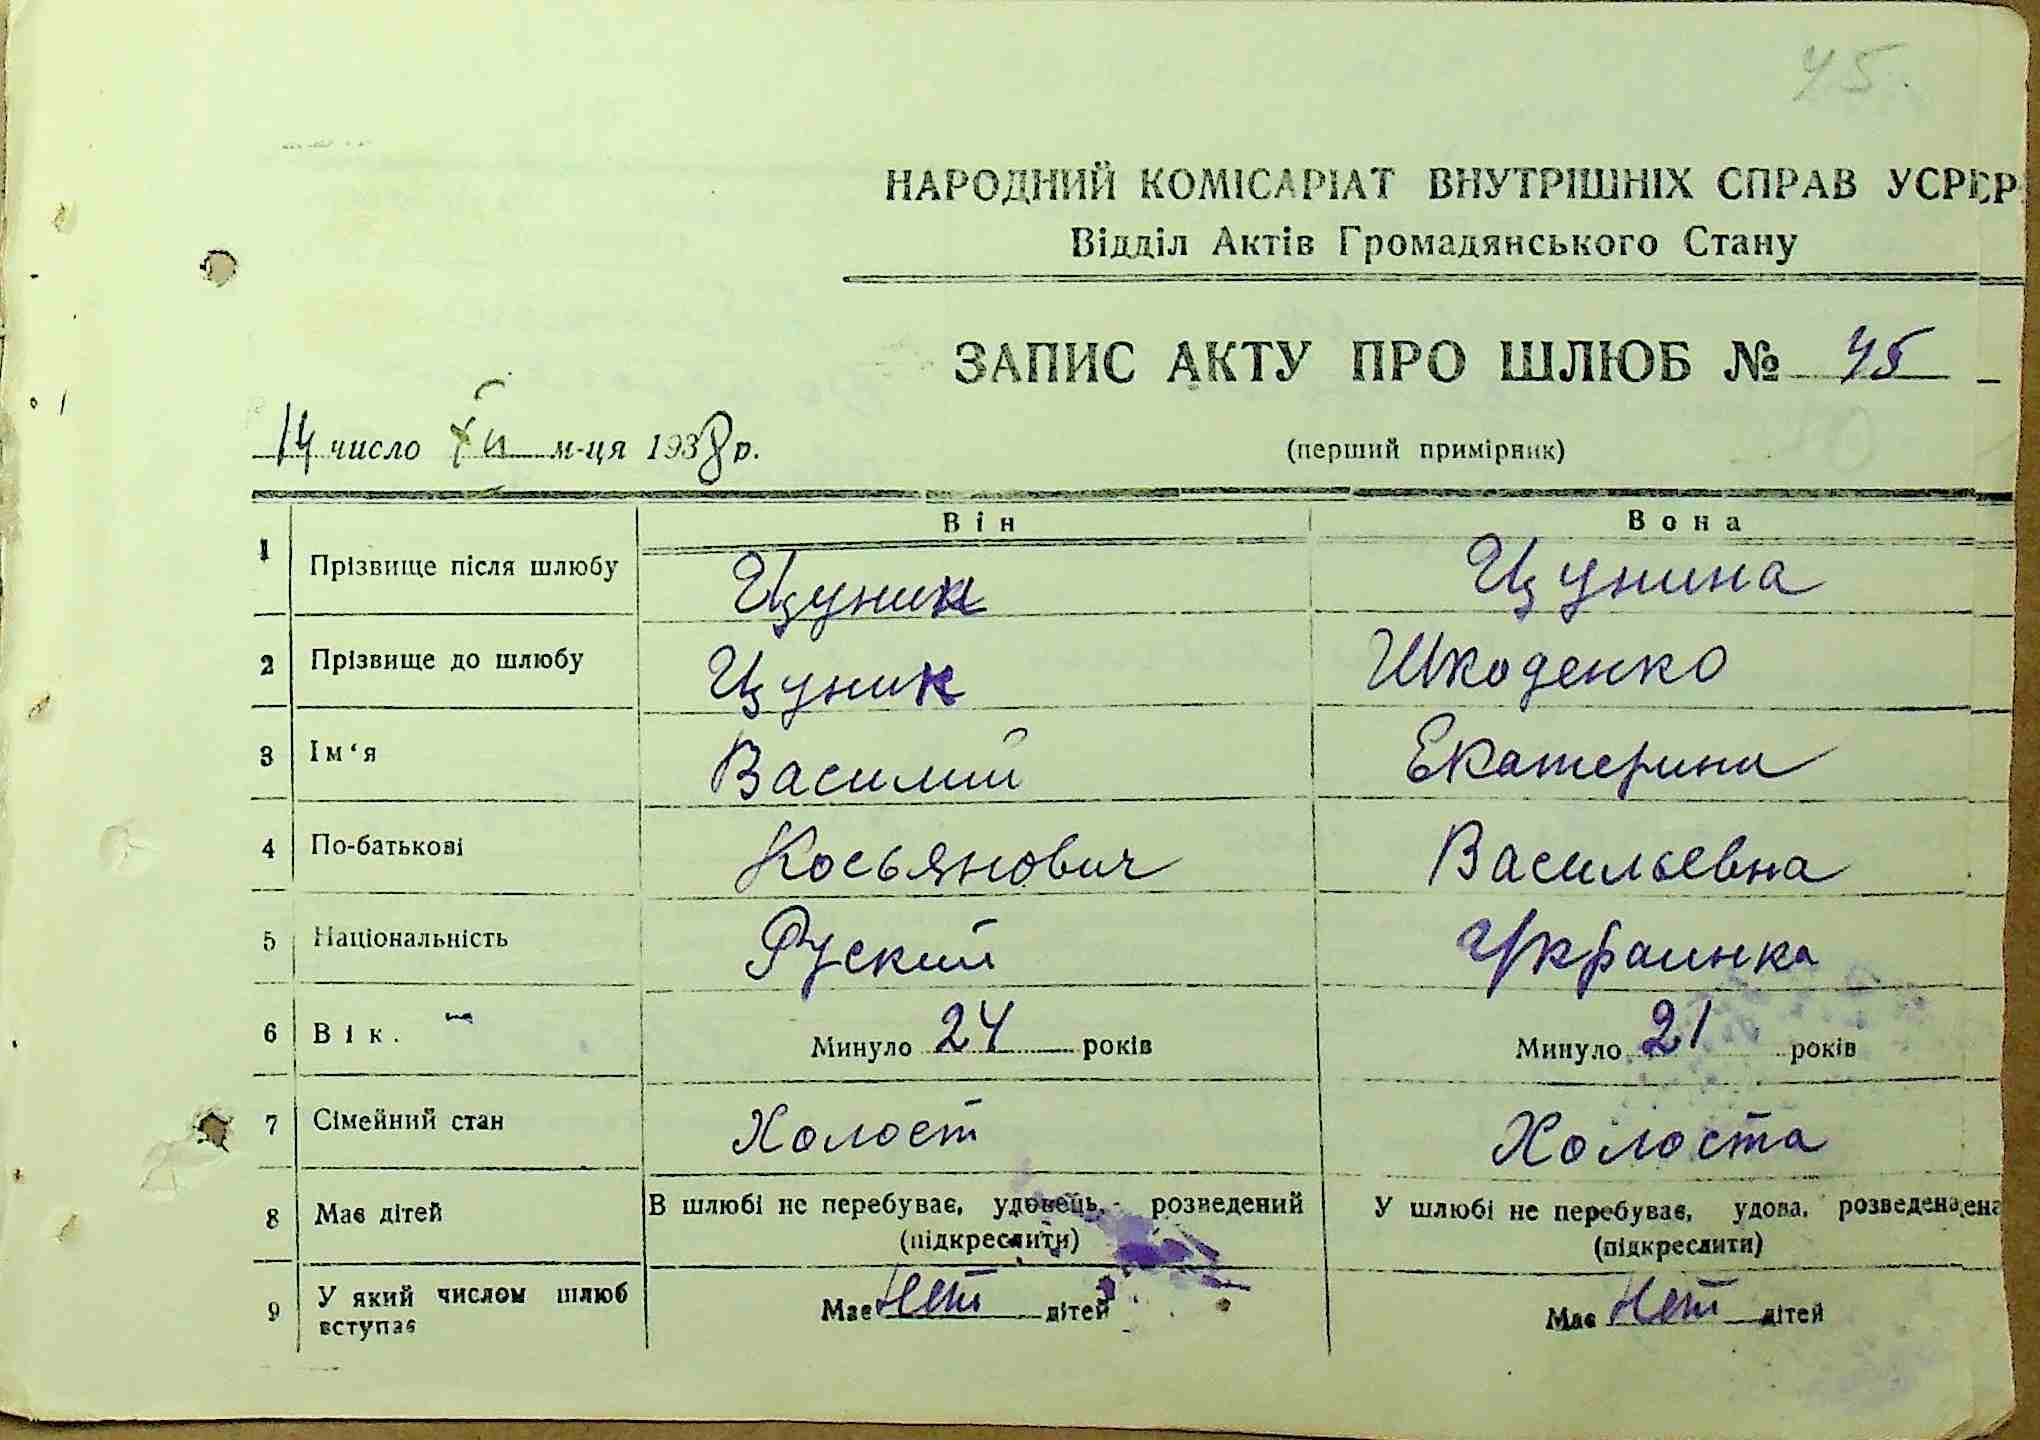 45.
НАРОДНИЙ КОМІСАРІАТ ВНУТРІШНІХ СПРАВ УСРР
Відділ Актів Громадянського Стану
ЗАПИС АКТУ ПРО ШЛЮБ № 45
14 число XII м-ця 1938 р.
(перший примірник)
Він Вона
1 Прізвище після шлюбу Цуник Цунина
2 Прізвище до шлюбу Цуник Шкоденко
3 Ім‘я Василий Екатерина
4 По-батькові Косьянович Васильевна
5 Національність Руский Украинка
6 Вік. Минуло 24 років Минуло 21 років
7 Сімейний стан Холост Холоста
8 Має дітей В шлюбі не перебуває, удовець, розведений У шлюбі не перебуває, удова, розведена
(підкреслити) (підкреслити)
9 У який числом шлюб Має Нет дітей Має Нет дітей
вступає